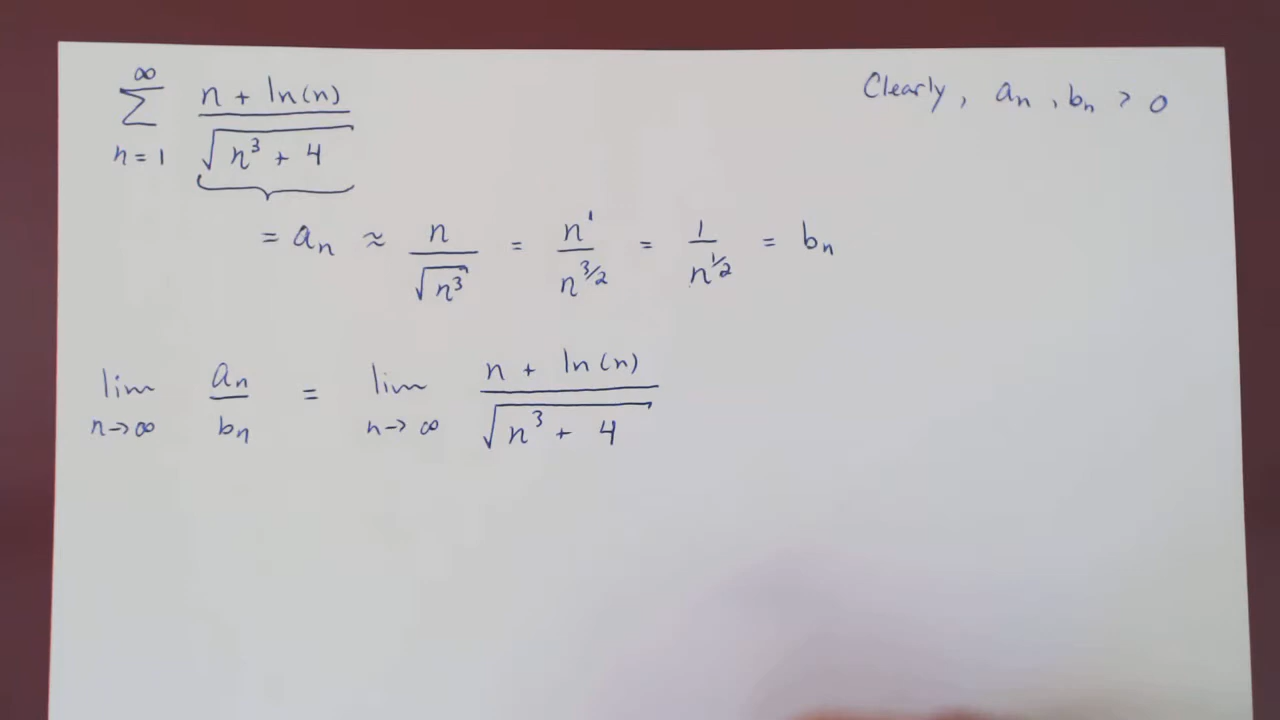 ∞
∑ (n + ln(n)) / √(n³ + 4)
n = 1
Clearly, aₙ, bₙ > 0
= aₙ ≈ n / √(n³) = n¹ / n^(3/2) = 1 / n^(1/2) = bₙ
lim n→∞ aₙ / bₙ = lim n→∞ (n + ln(n)) / √(n³ + 4)